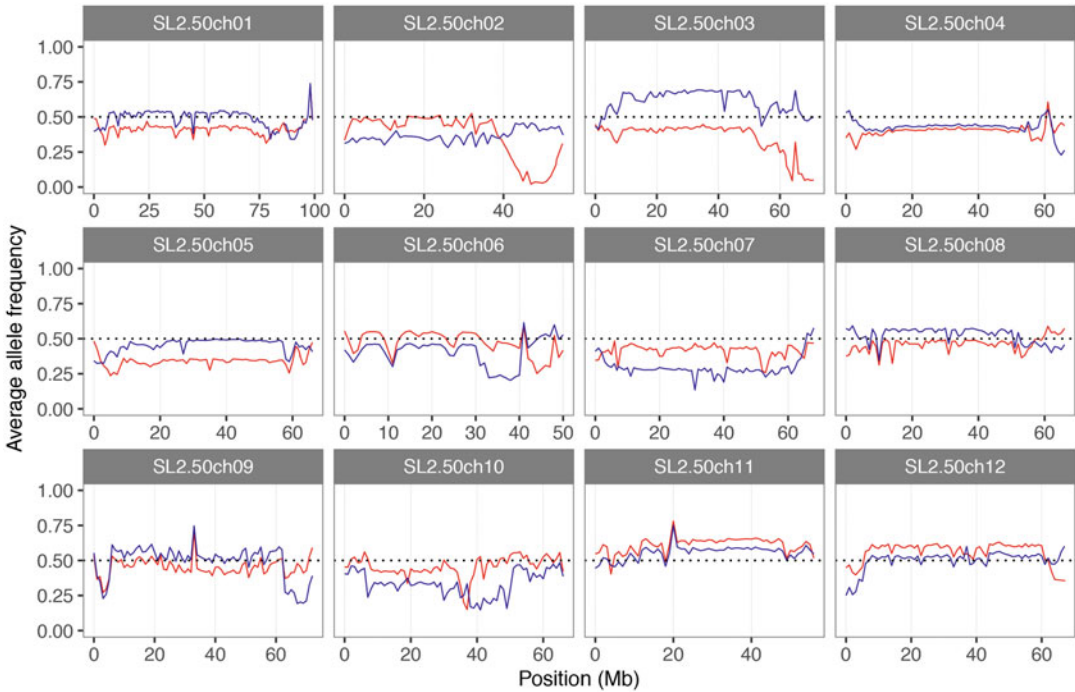 SL2.50ch01 SL2.50ch02 SL2.50ch03 SL2.50ch04
1.00
0.75
0.50
0.25
0.00
0 25 50 75 100 0 20 40 0 20 40 60 0 20 40 60
SL2.50ch05 SL2.50ch06 SL2.50ch07 SL2.50ch08
1.00
0.75
0.50
0.25
0.00
0 20 40 60 0 10 20 30 40 50 0 20 40 60 0 20 40 60
SL2.50ch09 SL2.50ch10 SL2.50ch11 SL2.50ch12
1.00
0.75
0.50
0.25
0.00
0 20 40 60 0 20 40 60 0 20 40 0 20 40 60
Average allele frequency
Position (Mb)